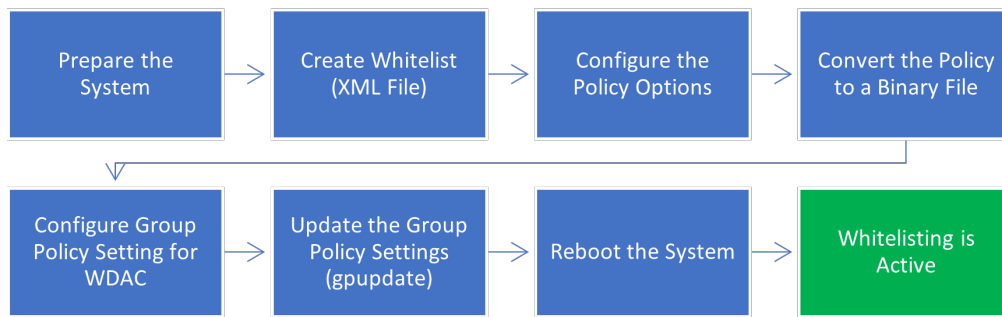 Prepare the
System
Create Whitelist
(XML File)
Configure the
Policy Options
Convert the Policy
to a Binary File
Configure Group
Policy Setting for
WDAC
Update the Group
Policy Settings
(gpupdate)
Reboot the System
Whitelisting is
Active